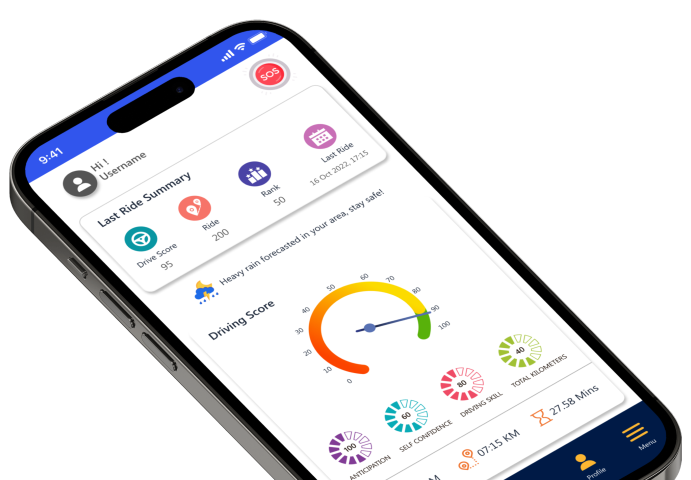 9:41
SOS
Hi !
Username
Last Ride Summary
Drive Score
95
Ride
200
Rank
50
Last Ride
16 Oct 2022, 17:15
Heavy rain forecasted in your area, stay safe!
Driving Score
0
10
20
30
40
50
60
70
80
90
100
100
ANTICIPATION
60
SELF CONFIDENCE
80
DRIVING SKILL
40
TOTAL KILOMETERS
07:15 KM
27.58 Mins
Profile
Menu